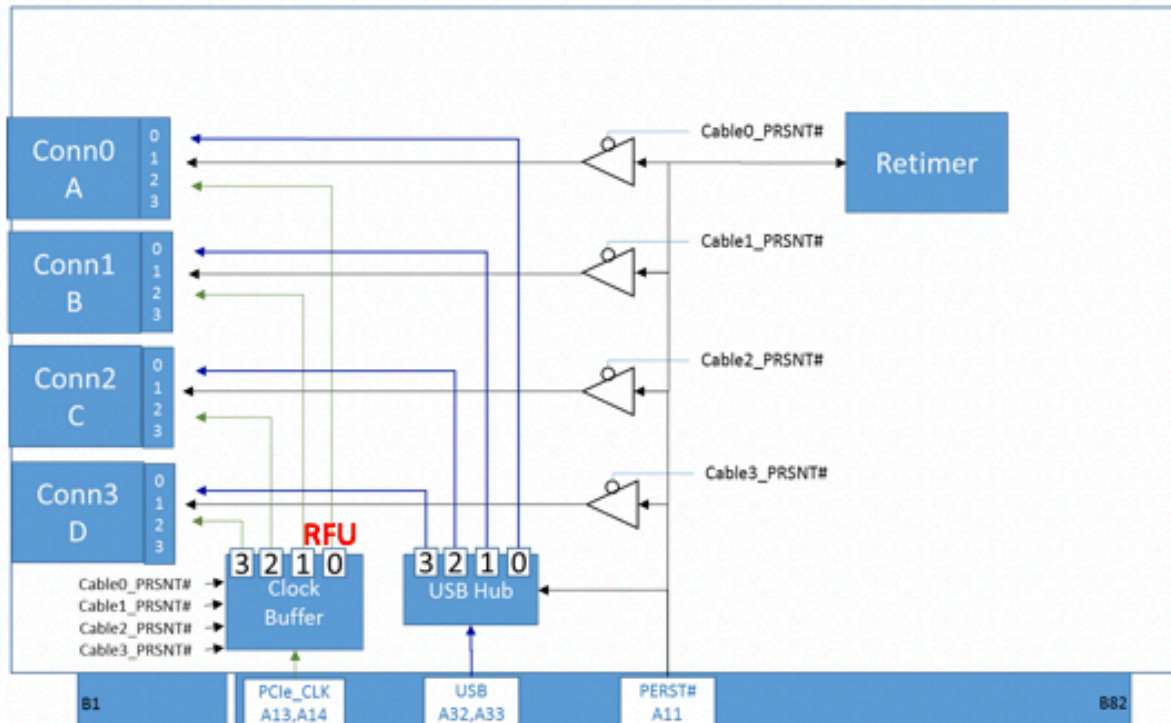 Cable0_PRSNT#
Conn0
A
0
1
2
3
Retimer
Cable1_PRSNT#
Conn1
B
0
1
2
3
Cable2_PRSNT#
Conn2
C
0
1
2
3
Cable3_PRSNT#
Conn3
D
0
1
2
3
RFU
3 2 1 0
Clock
Buffer
3 2 1 0
USB Hub
Cable0_PRSNT#
Cable1_PRSNT#
Cable2_PRSNT#
Cable3_PRSNT#
B1
PCIe_CLK
A13,A14
USB
A32,A33
PERST#
A11
B82